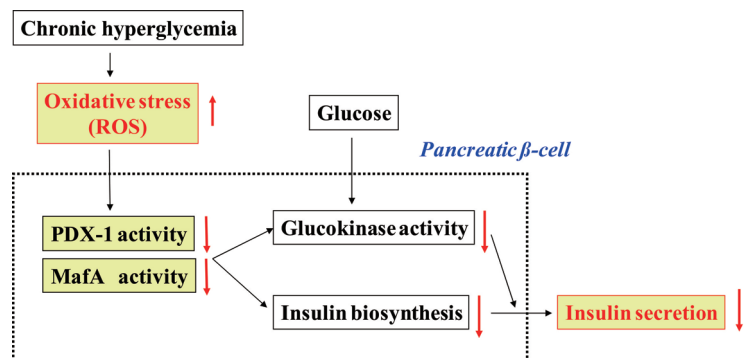 Chronic hyperglycemia
Oxidative stress
(ROS)
Glucose
Pancreatic ß-cell
PDX-1 activity
Glucokinase activity
MafA activity
Insulin biosynthesis
Insulin secretion